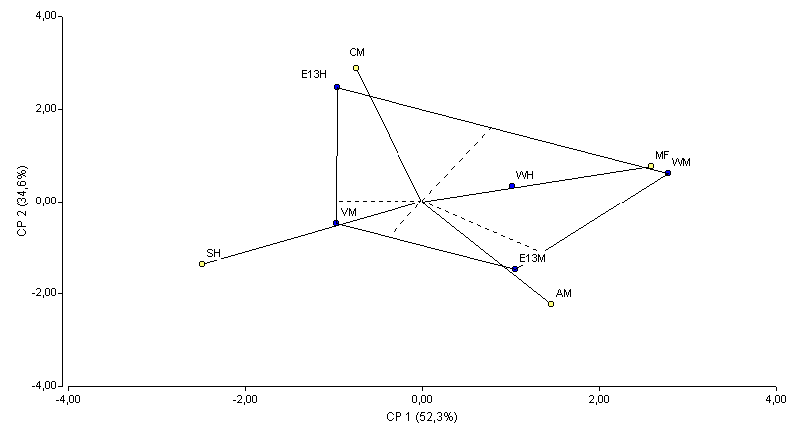 4,00
CM
E13H
2,00
MF
WM
WH
CP 2 (34,6%)
0,00
VM
SH
E13M
-2,00
AM
-4,00
-4,00 -2,00 0,00 2,00 4,00
CP 1 (52,3%)